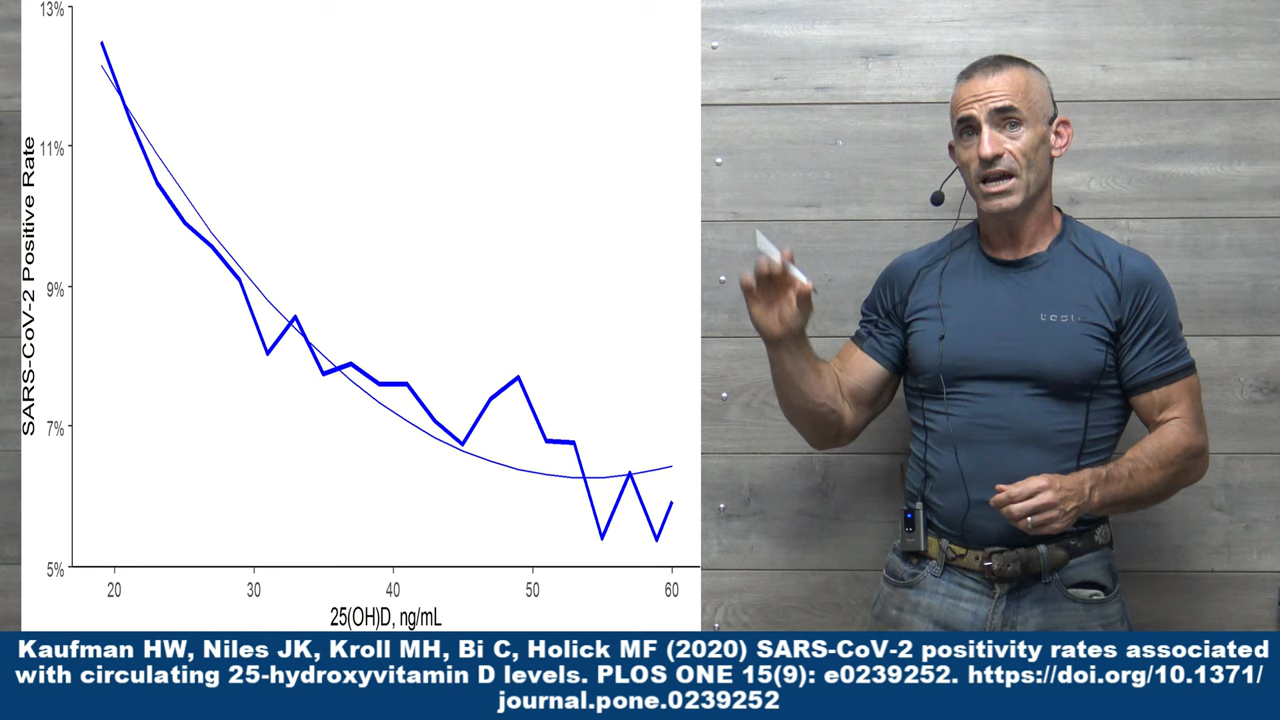 13%
11%
9%
7%
5%
SARS-CoV-2 Positive Rate
20 30 40 50 60
25(OH)D, ng/mL
Kaufman HW, Niles JK, Kroll MH, Bi C, Holick MF (2020) SARS-CoV-2 positivity rates associated
with circulating 25-hydroxyvitamin D levels. PLOS ONE 15(9): e0239252. https://doi.org/10.1371/
journal.pone.0239252